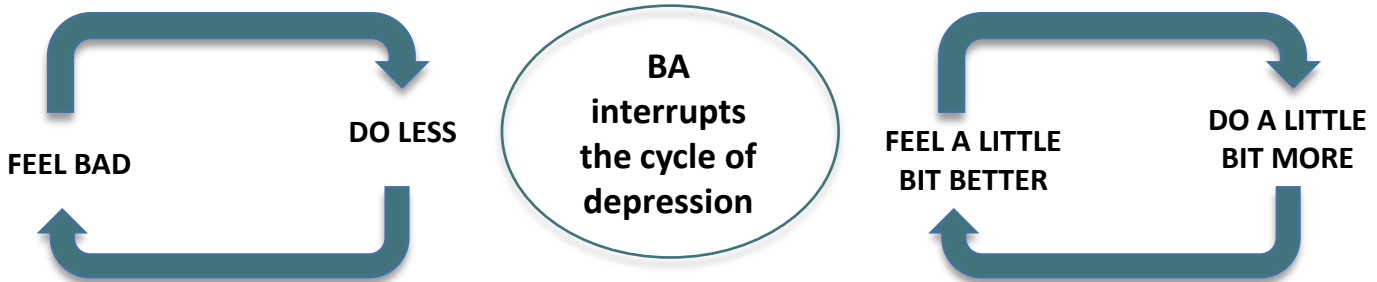 FEEL BAD
DO LESS
BA
interrupts
the cycle of
depression
FEEL A LITTLE
BIT BETTER
DO A LITTLE
BIT MORE